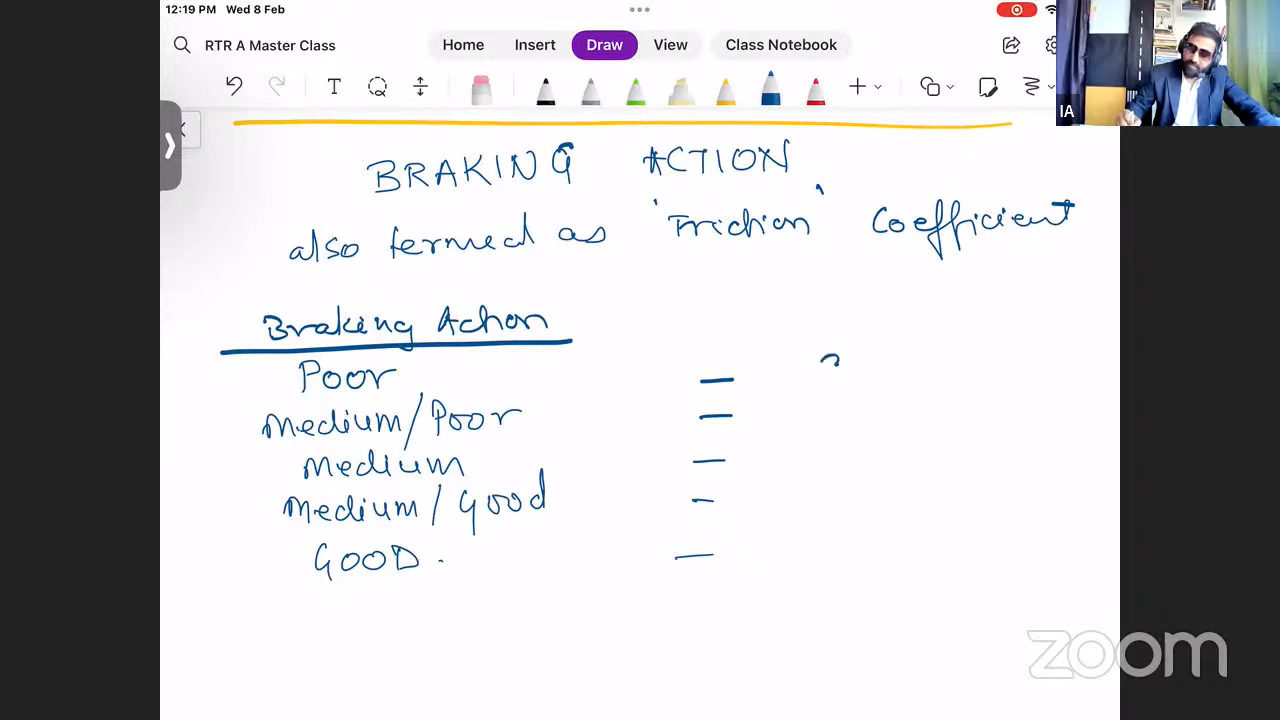 12:19 PM Wed 8 Feb
RTR A Master Class
Home Insert Draw View Class Notebook
T
IA
BRAKING ACTION
also termed as 'Friction' Coefficient
Braking Action
Poor —
Medium/Poor —
Medium —
Medium/Good —
GOOD. —
zoom